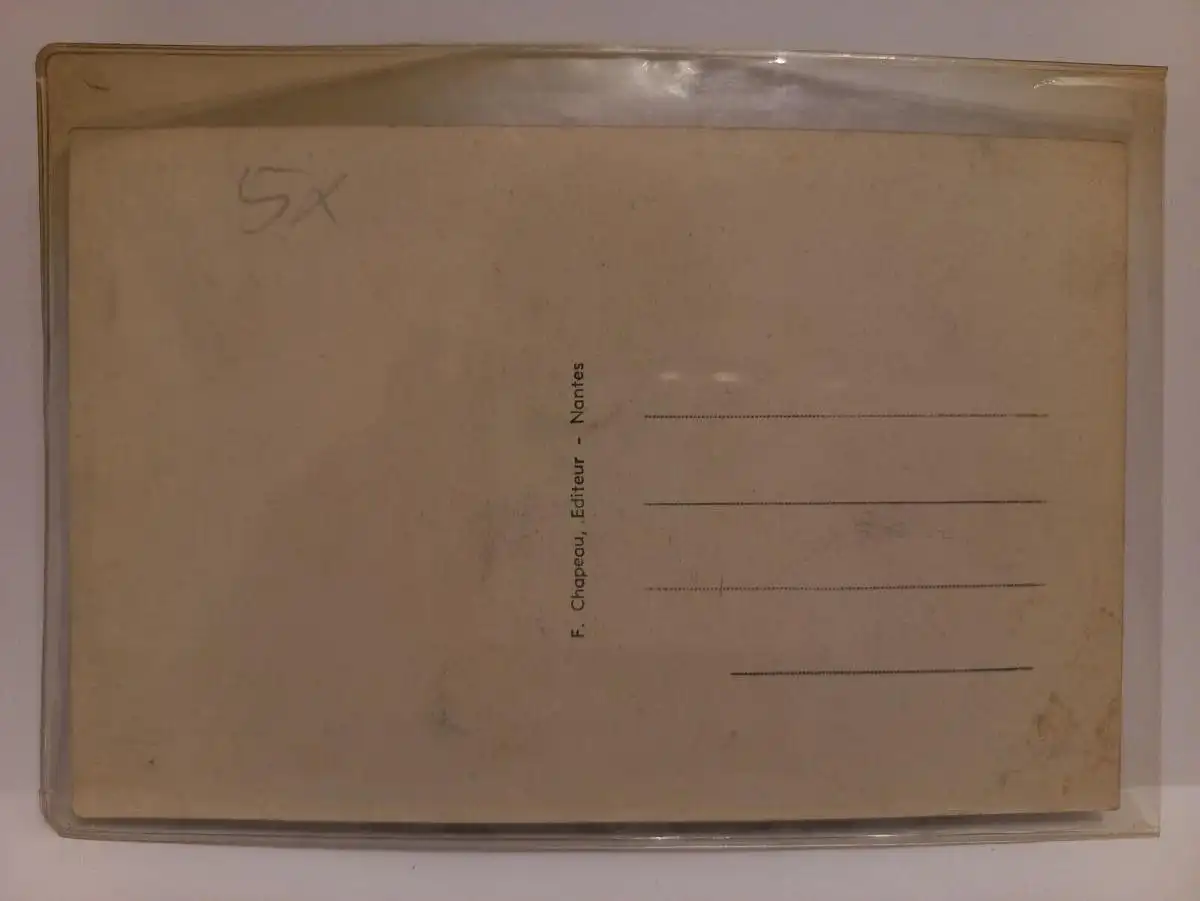 5x
F. Chapeau, Editeur - Nantes